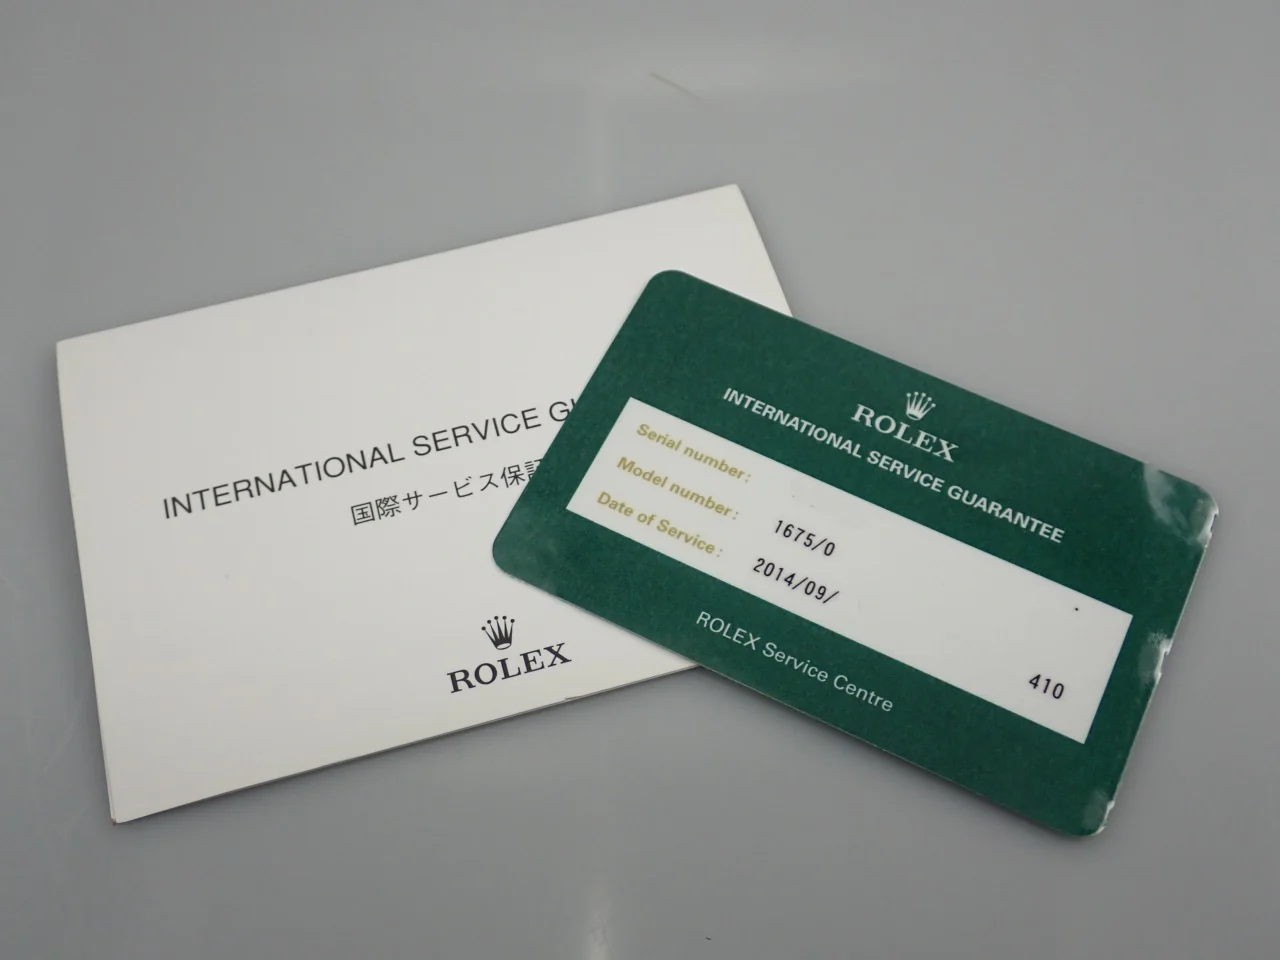 INTERNATIONAL SERVICE
国際サービス保証
ROLEX
ROLEX
INTERNATIONAL SERVICE GUARANTEE
Serial number:
Model number: 1675/0
Date of Service: 2014/09/
410
ROLEX Service Centre